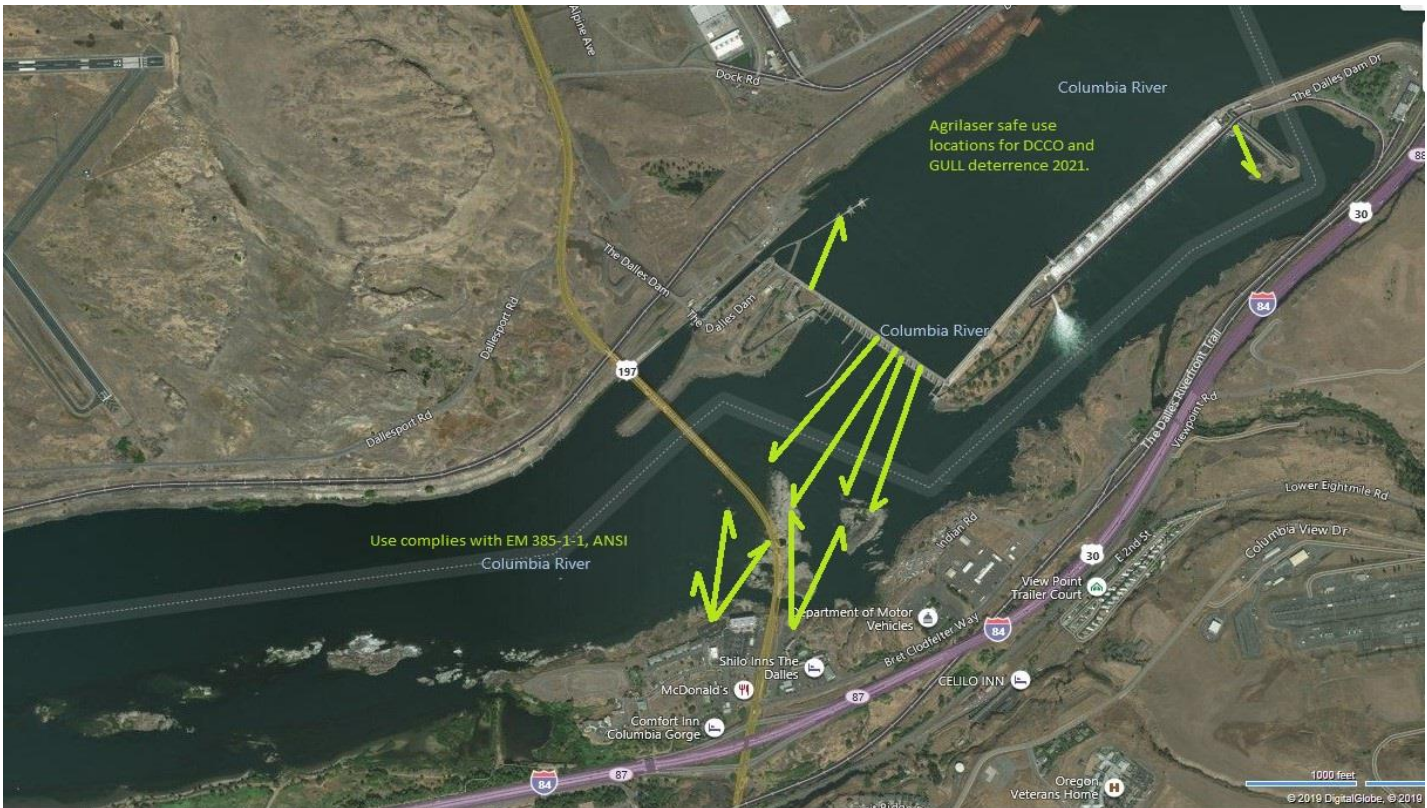 Alpine Ave
Dock Rd
Columbia River
The Dalles Dam Dr
Agrilaser safe use
locations for DCCO and
GULL deterrence 2021.
88
30
The Dalles Dam
84
The Dalles Dam
Dallesport Rd
Columbia River
197
The Dalles Riverfront Trail
Viewpoint Rd
Dallesport Rd
Lower Eightmile Rd
Indian Rd
Columbia View Dr
Use complies with EM 385-1-1, ANSI
Columbia River
E 2nd St
30
View Point
Trailer Court
Department of Motor
Vehicles
84
Bret Clodfelter Way
Shilo Inns The
Dalles
McDonald's
CELILO INN
87
Comfort Inn
Columbia Gorge
87
84
Oregon
Veterans Home
H
1000 feet
© 2019 DigitalGlobe, © 2019